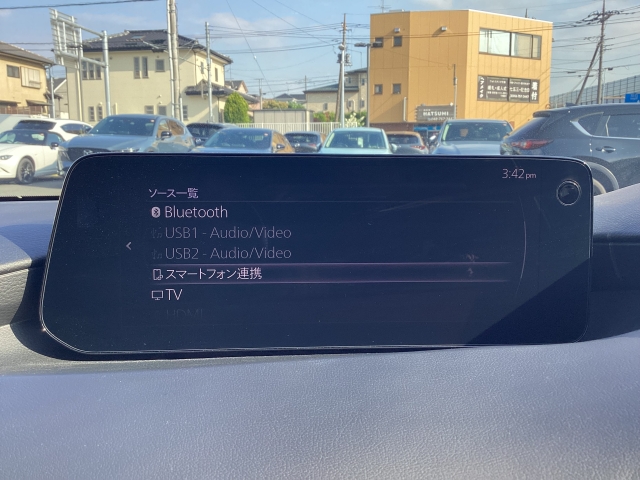 3:42pm
ソース一覧
Bluetooth
USB1 - Audio/Video
USB2 - Audio/Video
スマートフォン連携
TV
HDMI